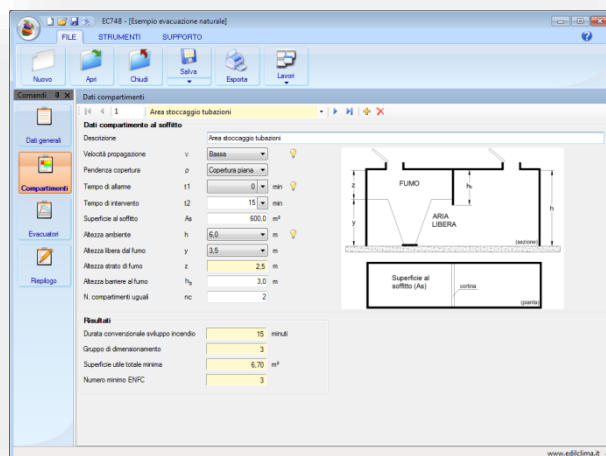 EC748 - [Esempio evacuazione naturale]
FILE STRUMENTI SUPPORTO
Nuovo Apri Chiudi Salva Esporta Lavori
Comandi
Dati generali
Compartimenti
Evacuatori
Riepilogo
Dati compartimenti
1 Area stoccaggio tubazioni
Dati compartimento al soffitto
Descrizione Area stoccaggio tubazioni
Velocità propagazione v Bassa
Pendenza copertura ρ Copertura piana
Tempo di allarme t1 0 min
Tempo di intervento t2 15 min
Superficie al soffitto As 600,0 m²
Altezza ambiente h 6,0 m
Altezza libera dal fumo y 3,5 m
Altezza strato di fumo z 2,5 m
Altezza barriere al fumo hb 3,0 m
N. compartimenti uguali nc 2
z FUMO hb h
y ARIA LIBERA
(sezione)
Superficie al soffitto (As) cortina
(pianta)
Risultati
Durata convenzionale sviluppo incendio 15 minuti
Gruppo di dimensionamento 3
Superficie utile totale minima 6,70 m²
Numero minimo ENFC 3
www.edilclima.it